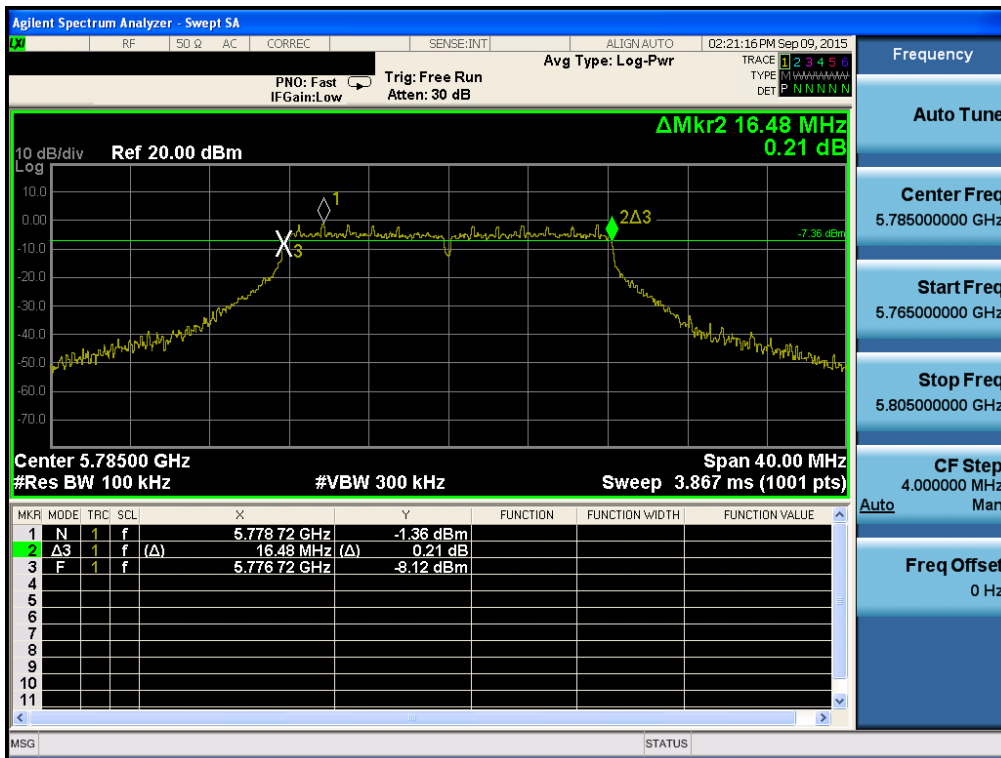 Agilent Spectrum Analyzer - Swept SA
LXI RF 50 Ω AC CORREC SENSE:INT ALIGN AUTO 02:21:16 PM Sep 09, 2015
PNO: Fast Trig: Free Run Avg Type: Log-Pwr TRACE 1 2 3 4 5 6
IFGain:Low Atten: 30 dB TYPE M
DET P N N N N N
ΔMkr2 16.48 MHz
0.21 dB
10 dB/div Ref 20.00 dBm
Log
10.0
0.00
-10.0
-20.0
-30.0
-40.0
-50.0
-60.0
-70.0
1
2Δ3
3
-7.36 dBm
Center 5.78500 GHz Span 40.00 MHz
#Res BW 100 kHz #VBW 300 kHz Sweep 3.867 ms (1001 pts)
MKR MODE TRC SCL X Y FUNCTION FUNCTION WIDTH FUNCTION VALUE
1 N 1 f 5.778 72 GHz -1.36 dBm
2 Δ3 1 f (Δ) 16.48 MHz (Δ) 0.21 dB
3 F 1 f 5.776 72 GHz -8.12 dBm
4
5
6
7
8
9
10
11
MSG STATUS
Frequency
Auto Tune
Center Freq
5.785000000 GHz
Start Freq
5.765000000 GHz
Stop Freq
5.805000000 GHz
CF Step
4.000000 MHz
Auto Man
Freq Offset
0 Hz